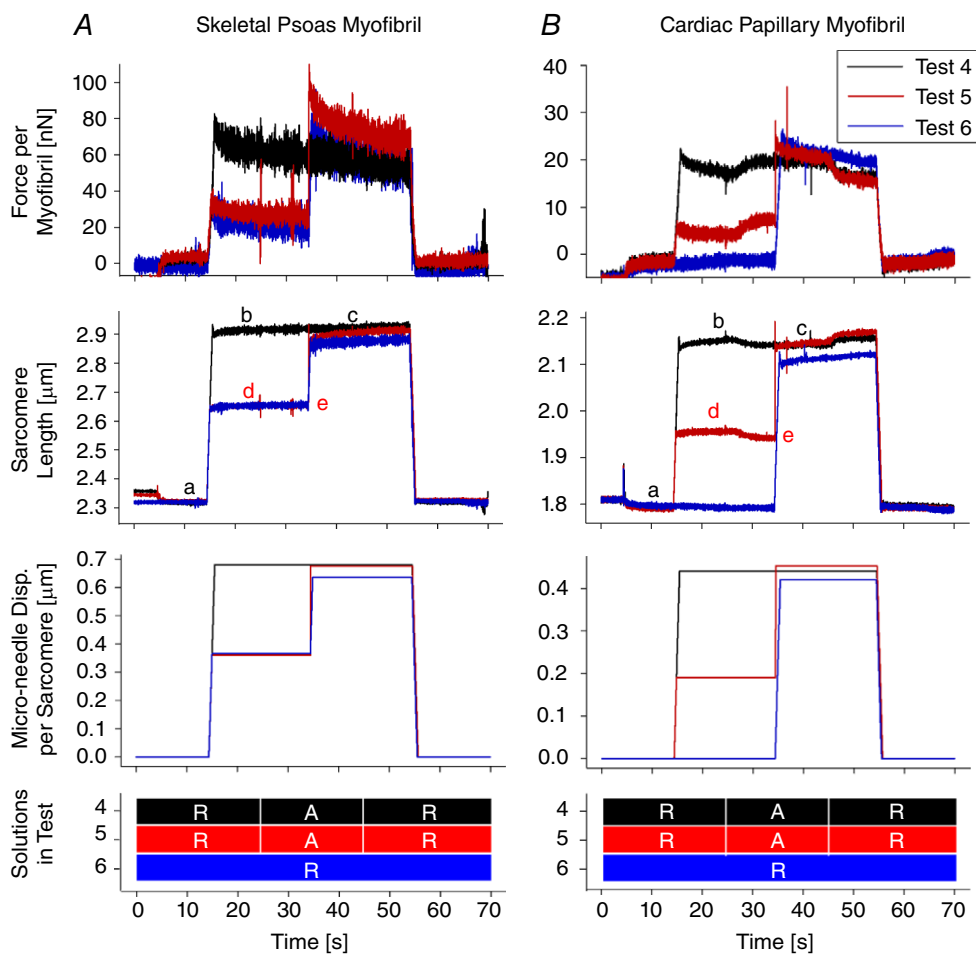 A Skeletal Psoas Myofibril
B Cardiac Papillary Myofibril
Test 4
Test 5
Test 6
Force per
Myofibril [nN]
100
80
60
40
20
0
40
30
20
10
0
Sarcomere
Length [µm]
2.9
2.8
2.7
2.6
2.5
2.4
2.3
b
c
d
e
a
2.2
2.1
2.0
1.9
1.8
b
c
d
e
a
Micro-needle Disp.
per Sarcomere [µm]
0.7
0.6
0.5
0.4
0.3
0.2
0.1
0.0
0.4
0.3
0.2
0.1
0.0
Solutions
in Test
4
5
6
R A R
R A R
R
4
5
6
R A R
R A R
R
0 10 20 30 40 50 60 70
Time [s]
0 10 20 30 40 50 60 70
Time [s]